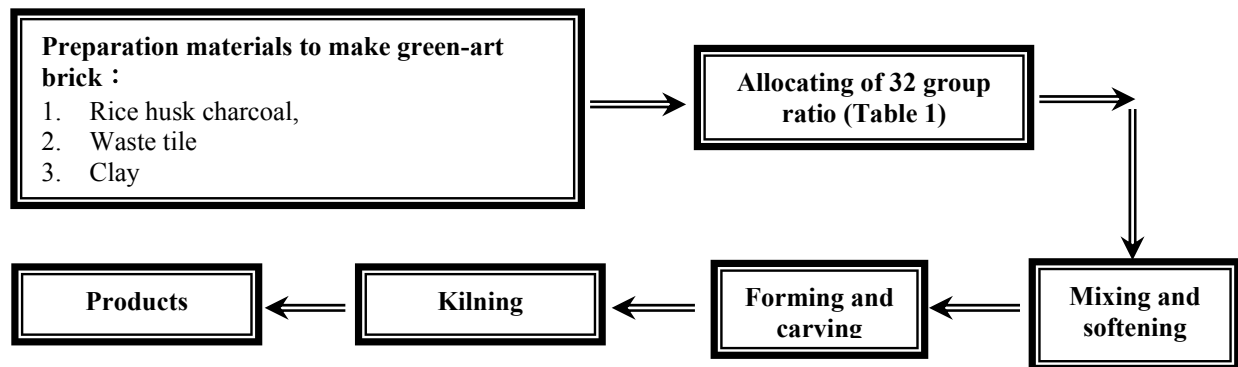 Preparation materials to make green-art
brick：
1. Rice husk charcoal,
2. Waste tile
3. Clay
Allocating of 32 group
ratio (Table 1)
Mixing and
softening
Forming and
carving
Kilning
Products